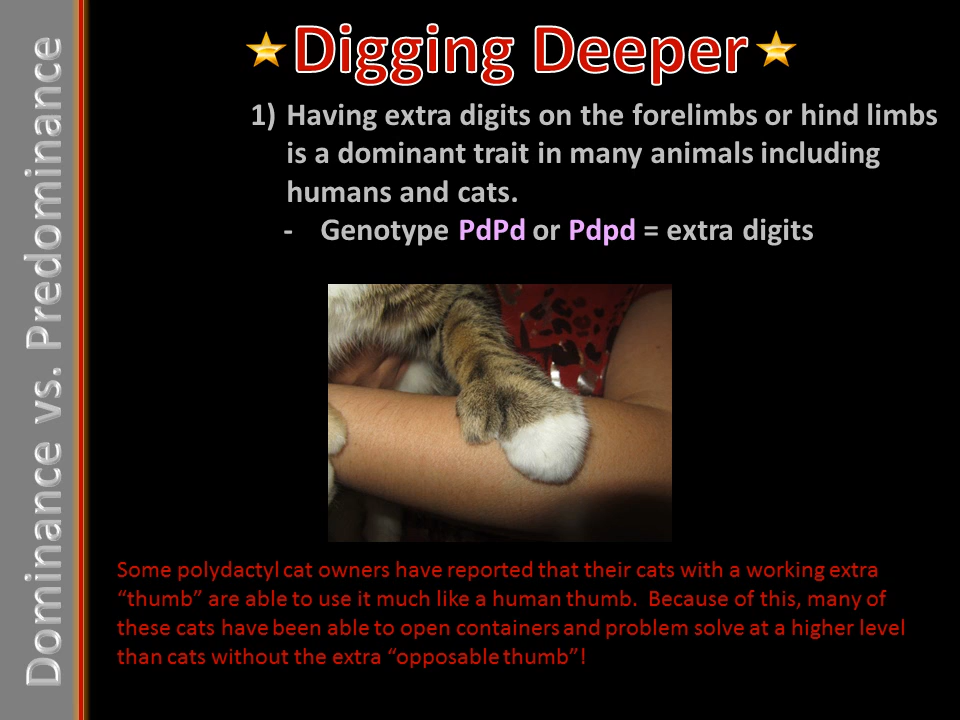 Dominance vs. Predominance
Digging Deeper
1) Having extra digits on the forelimbs or hind limbs
is a dominant trait in many animals including
humans and cats.
- Genotype PdPd or Pdpd = extra digits
Some polydactyl cat owners have reported that their cats with a working extra
“thumb” are able to use it much like a human thumb. Because of this, many of
these cats have been able to open containers and problem solve at a higher level
than cats without the extra “opposable thumb”!